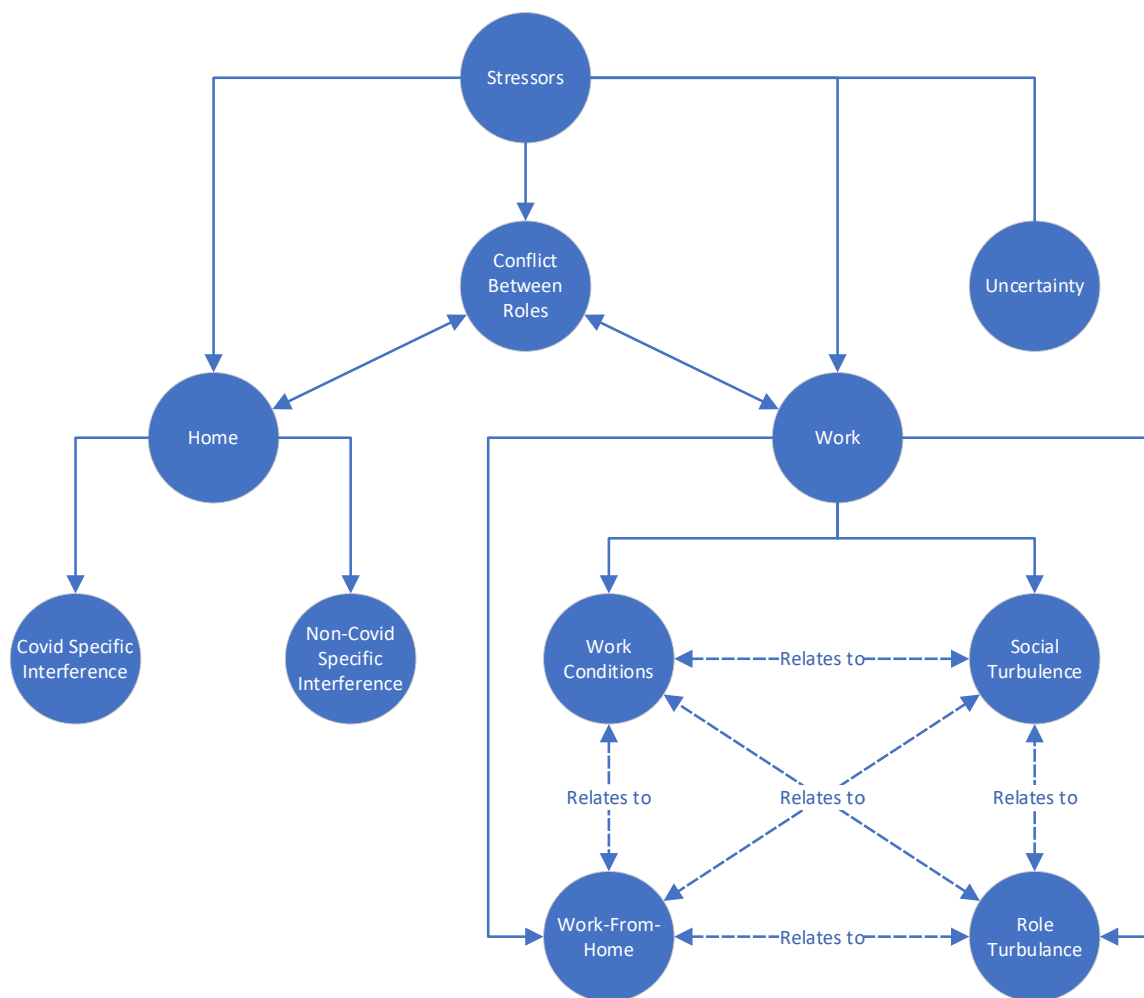 Stressors
Conflict
Between
Roles
Uncertainty
Home
Work
Covid Specific
Interference
Non-Covid
Specific
Interference
Work
Conditions
Relates to
Social
Turbulence
Relates to
Relates to
Relates to
Work-From-
Home
Relates to
Role
Turbulance